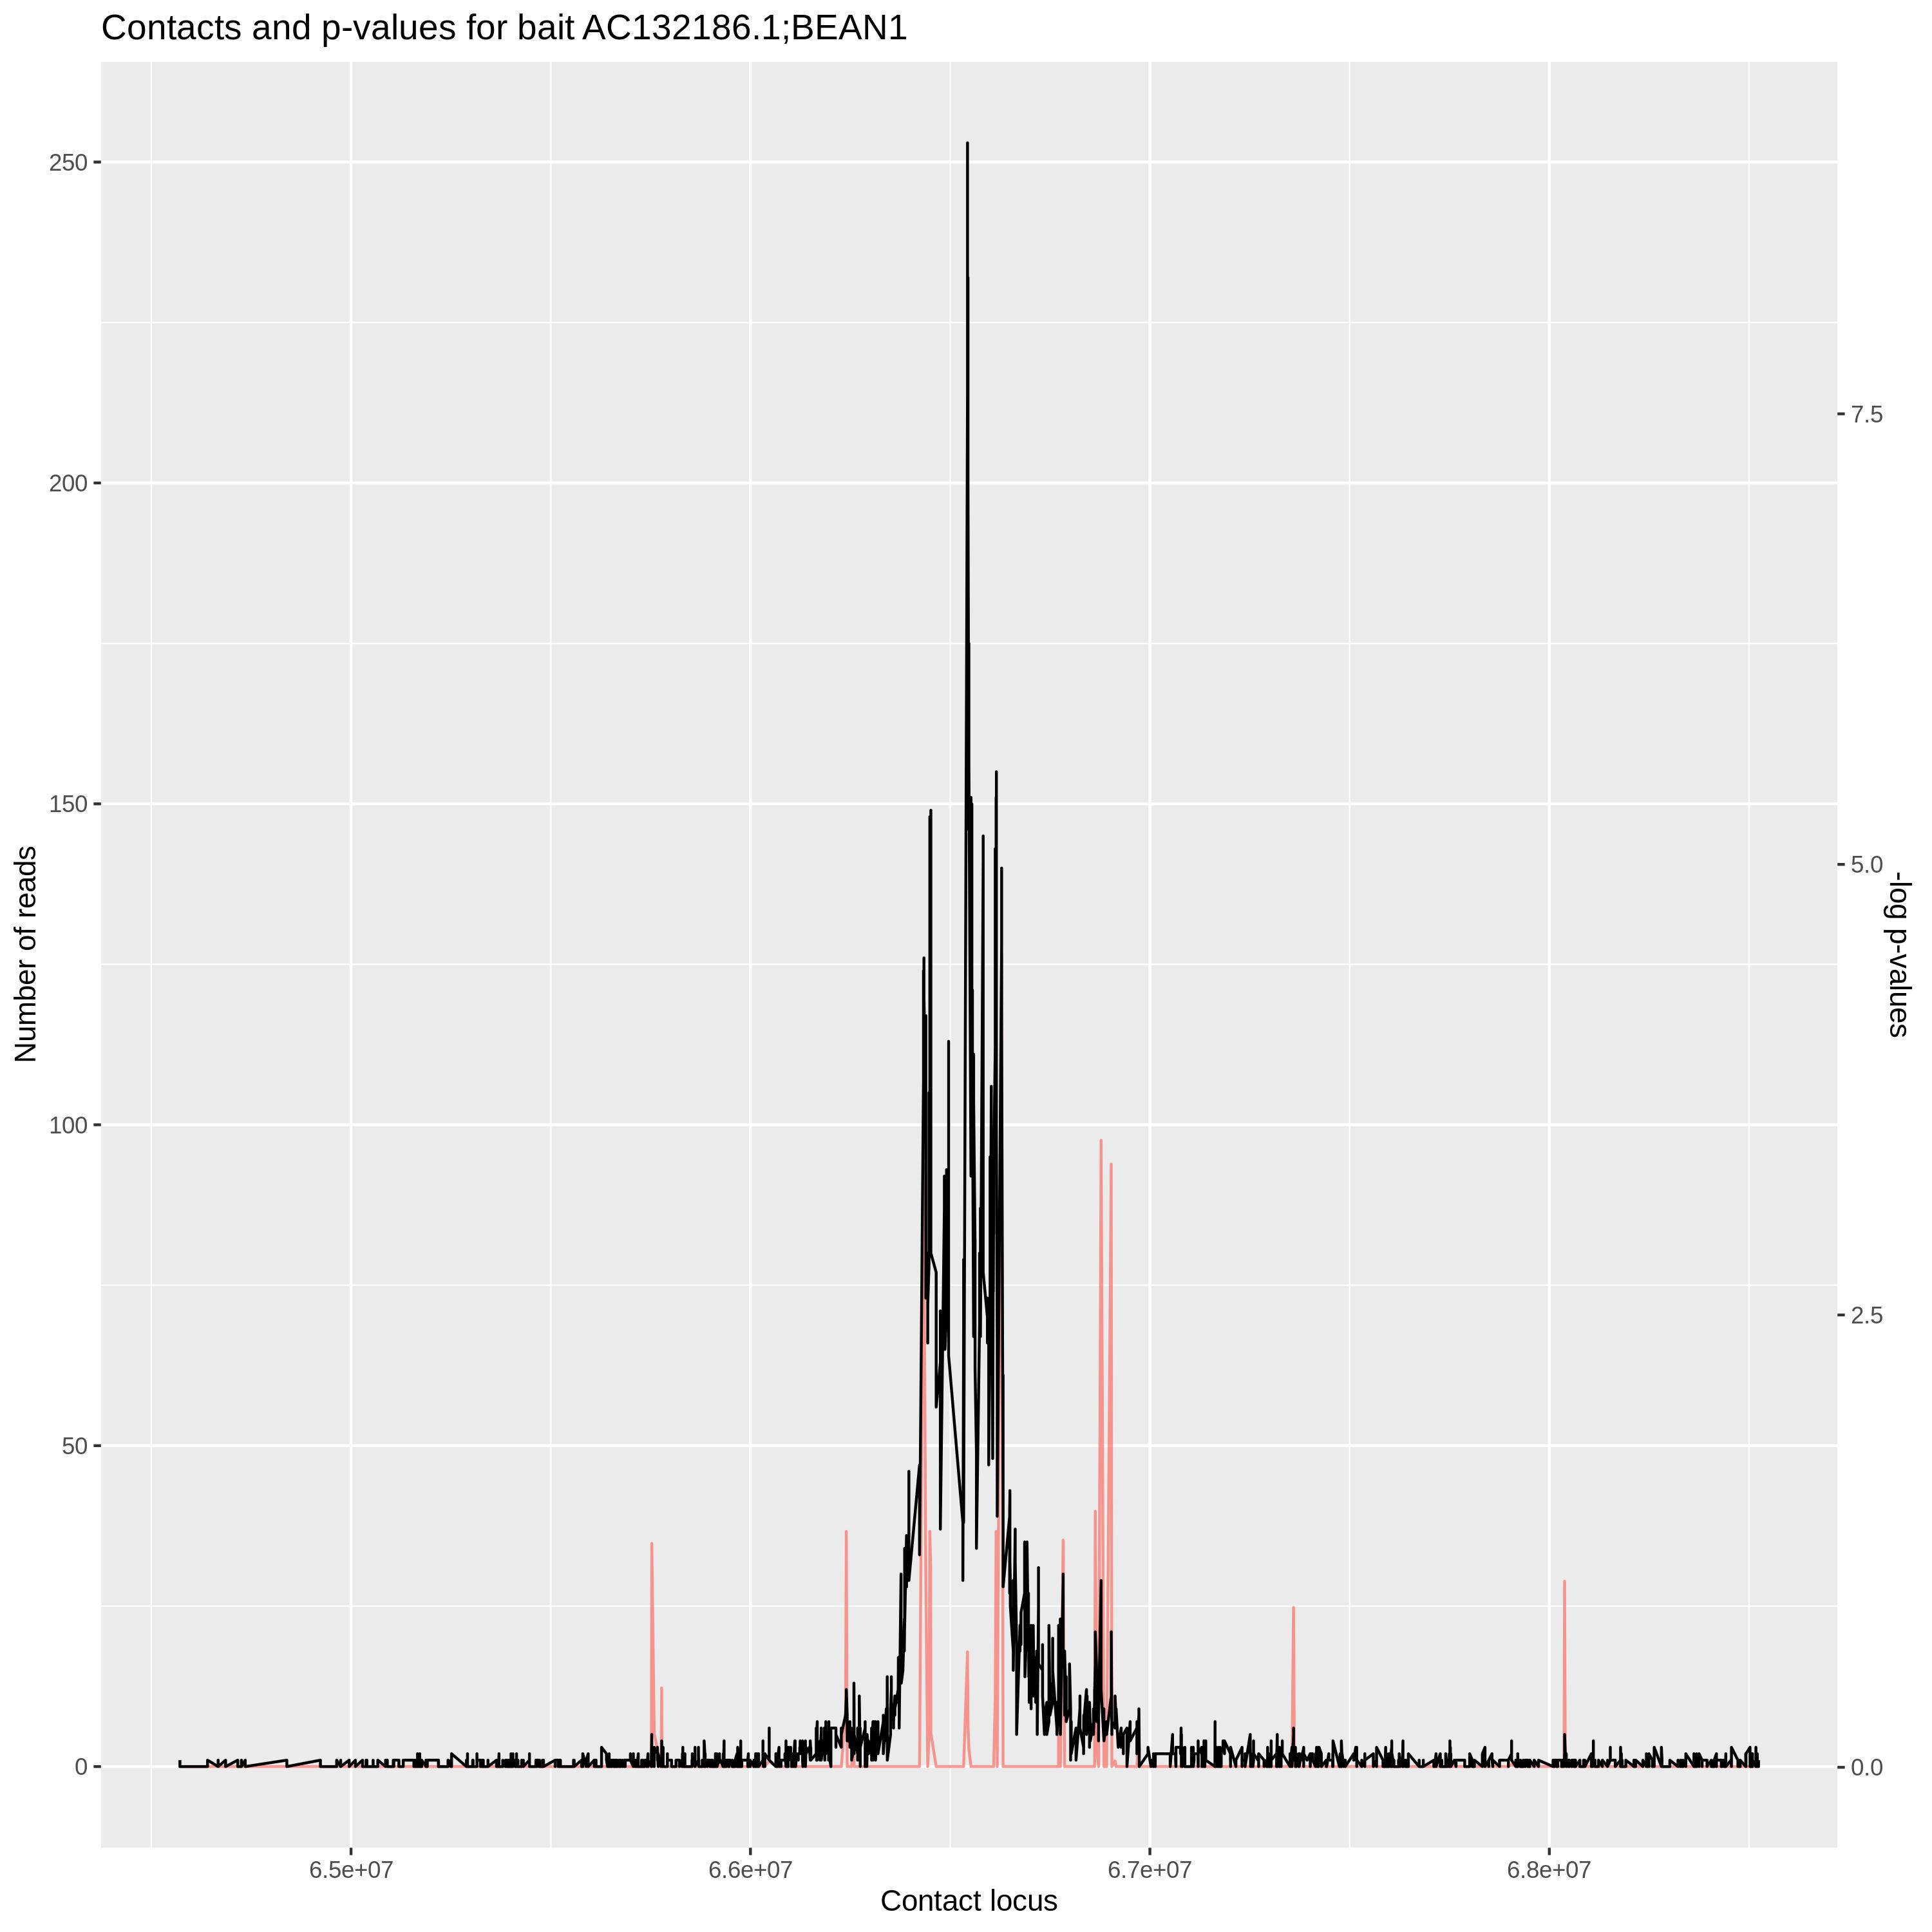 Contacts and p-values for bait AC132186.1;BEAN1
250
200
150
100
50
0
Number of reads
7.5
5.0
2.5
0.0
-log p-values
6.5e+07 6.6e+07 6.7e+07 6.8e+07
Contact locus